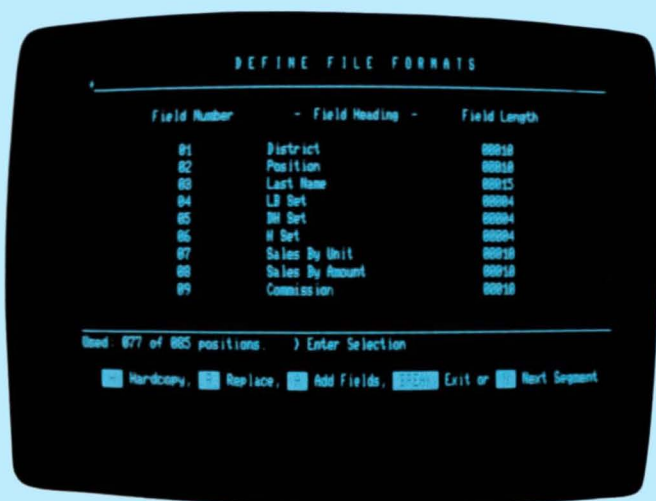 DEFINE FILE FORMATS
*
Field Number - Field Heading - Field Length
01 District 00010
02 Position 00010
03 Last Name 00015
04 LB Set 00004
05 DH Set 00004
06 H Set 00004
07 Sales By Unit 00010
08 Sales By Amount 00010
09 Commission 00010
Used: 077 of 085 positions. } Enter Selection
H Hardcopy, R Replace, A Add Fields, BREAK Exit or N Next Segment